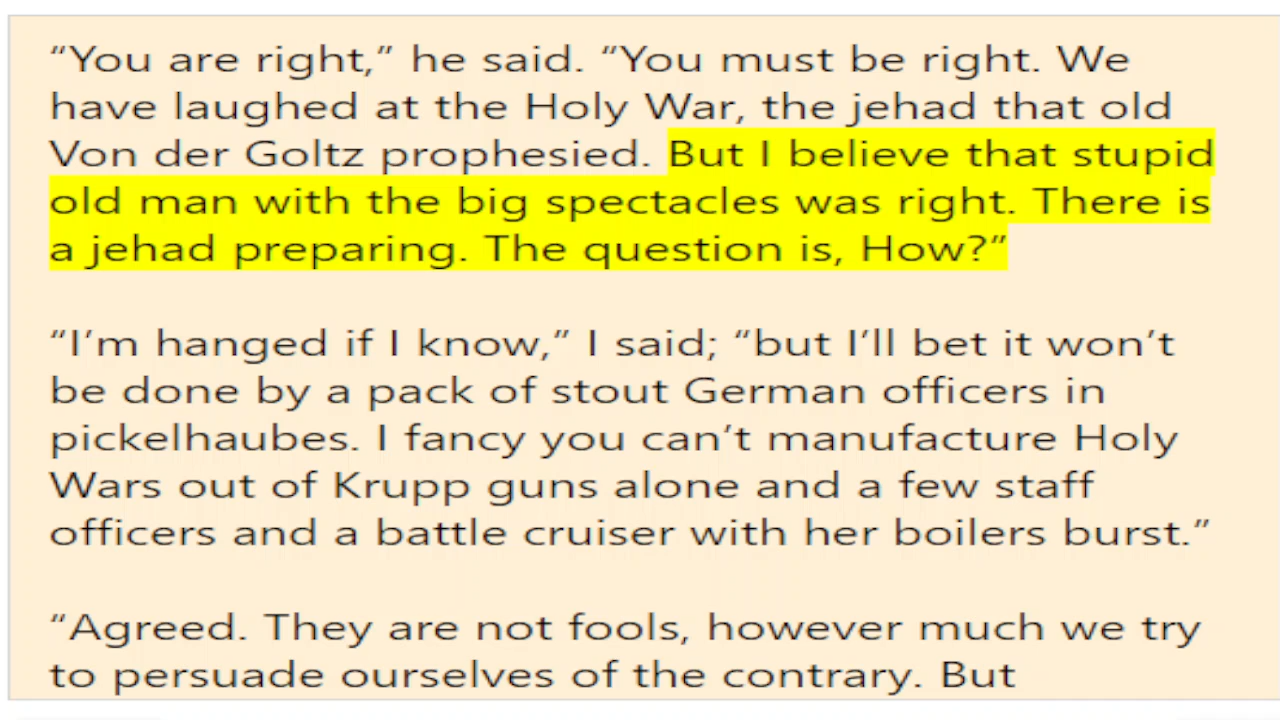 “You are right,” he said. “You must be right. We
have laughed at the Holy War, the jehad that old
Von der Goltz prophesied. But I believe that stupid
old man with the big spectacles was right. There is
a jehad preparing. The question is, How?”
“I’m hanged if I know,” I said; “but I’ll bet it won’t
be done by a pack of stout German officers in
pickelhaubes. I fancy you can’t manufacture Holy
Wars out of Krupp guns alone and a few staff
officers and a battle cruiser with her boilers burst.”
“Agreed. They are not fools, however much we try
to persuade ourselves of the contrary. But